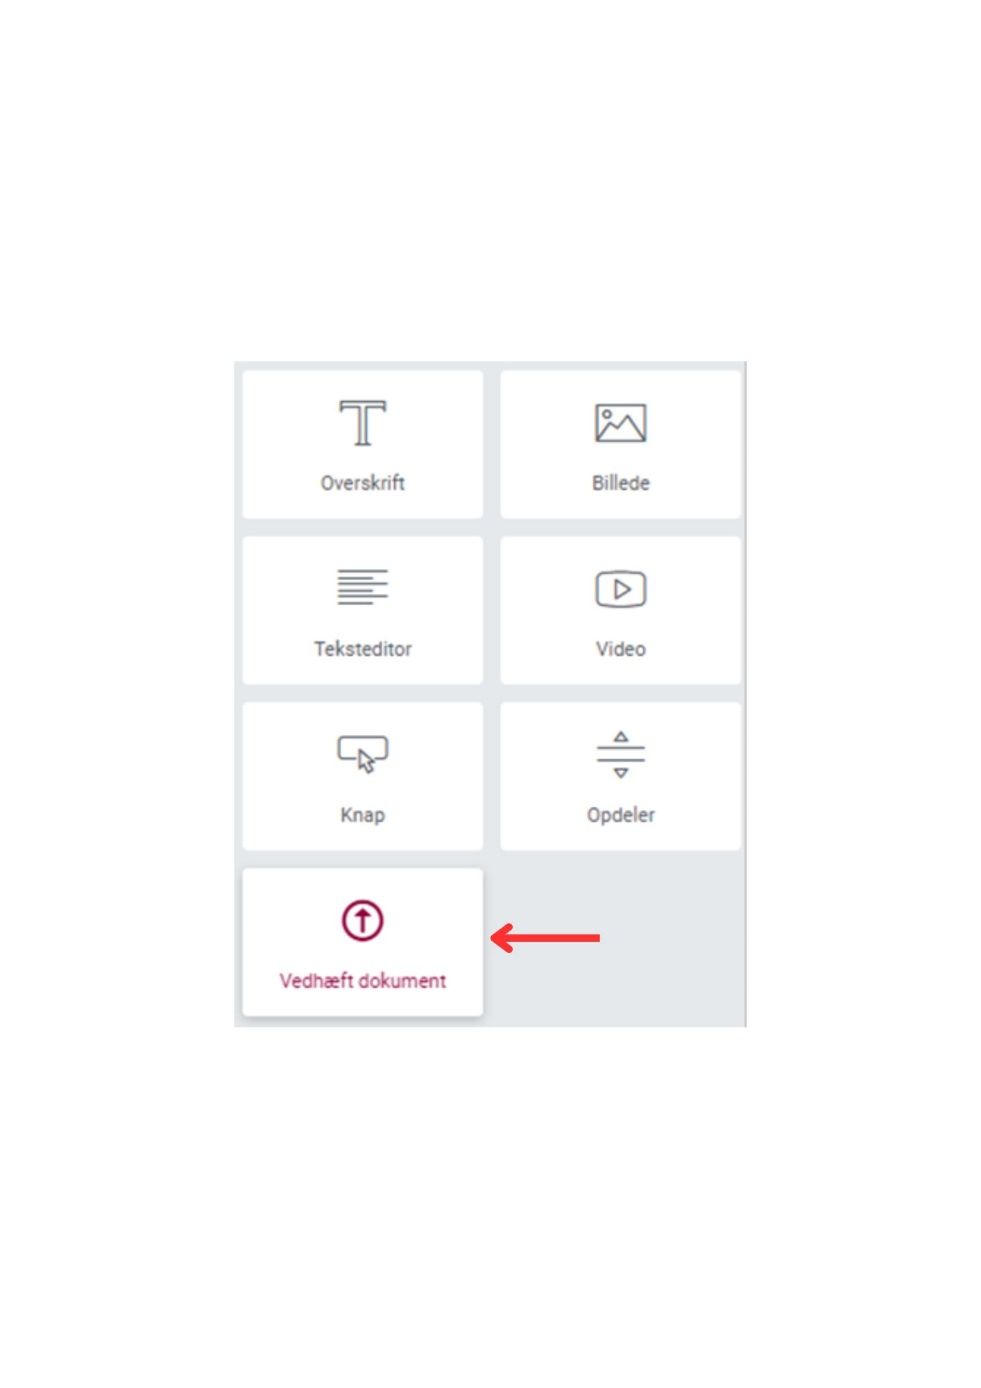 Overskrift
Billede
Teksteditor
Video
Knap
Opdeler
Vedhæft dokument